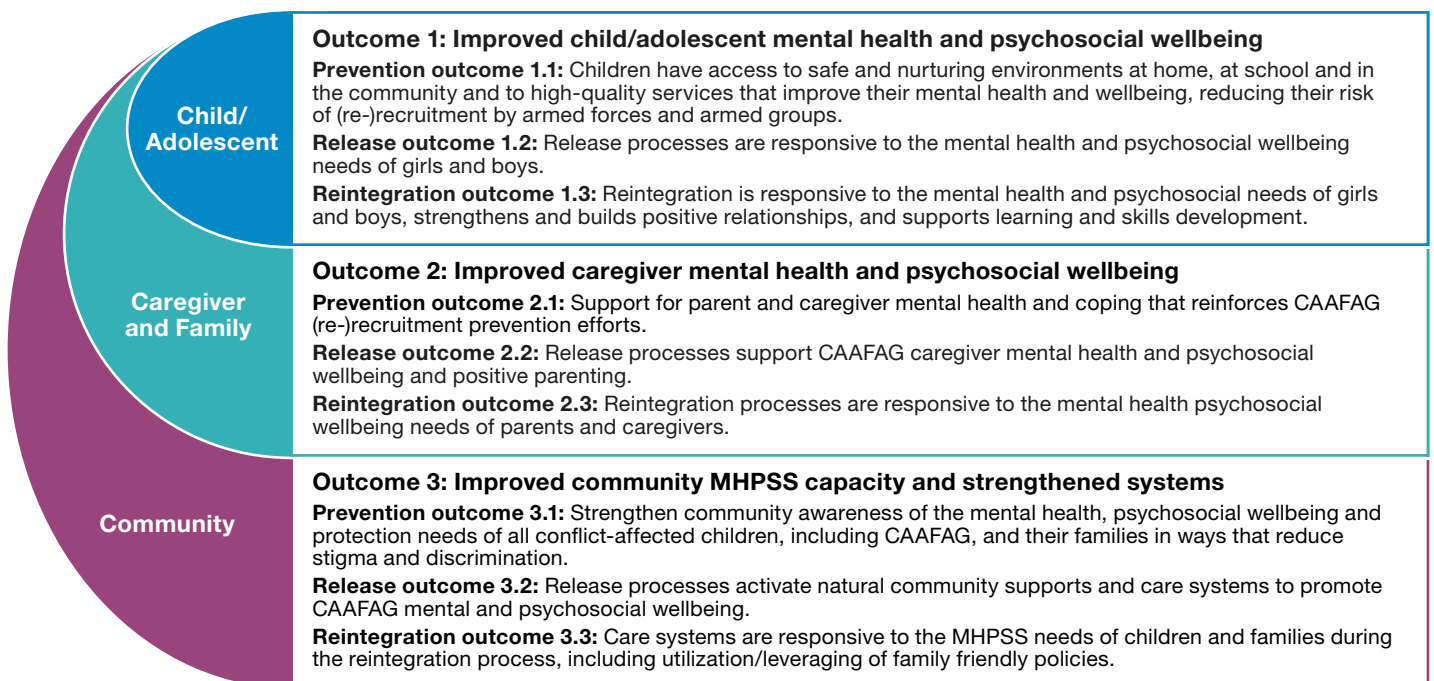 Child/
Adolescent
Outcome 1: Improved child/adolescent mental health and psychosocial wellbeing
Prevention outcome 1.1: Children have access to safe and nurturing environments at home, at school and in
the community and to high-quality services that improve their mental health and wellbeing, reducing their risk
of (re-)recruitment by armed forces and armed groups.
Release outcome 1.2: Release processes are responsive to the mental health and psychosocial wellbeing
needs of girls and boys.
Reintegration outcome 1.3: Reintegration is responsive to the mental health and psychosocial needs of girls
and boys, strengthens and builds positive relationships, and supports learning and skills development.
Caregiver
and Family
Outcome 2: Improved caregiver mental health and psychosocial wellbeing
Prevention outcome 2.1: Support for parent and caregiver mental health and coping that reinforces CAAFAG
(re-)recruitment prevention efforts.
Release outcome 2.2: Release processes support CAAFAG caregiver mental health and psychosocial
wellbeing and positive parenting.
Reintegration outcome 2.3: Reintegration processes are responsive to the mental health psychosocial
wellbeing needs of parents and caregivers.
Community
Outcome 3: Improved community MHPSS capacity and strengthened systems
Prevention outcome 3.1: Strengthen community awareness of the mental health, psychosocial wellbeing and
protection needs of all conflict-affected children, including CAAFAG, and their families in ways that reduce
stigma and discrimination.
Release outcome 3.2: Release processes activate natural community supports and care systems to promote
CAAFAG mental and psychosocial wellbeing.
Reintegration outcome 3.3: Care systems are responsive to the MHPSS needs of children and families during
the reintegration process, including utilization/leveraging of family friendly policies.